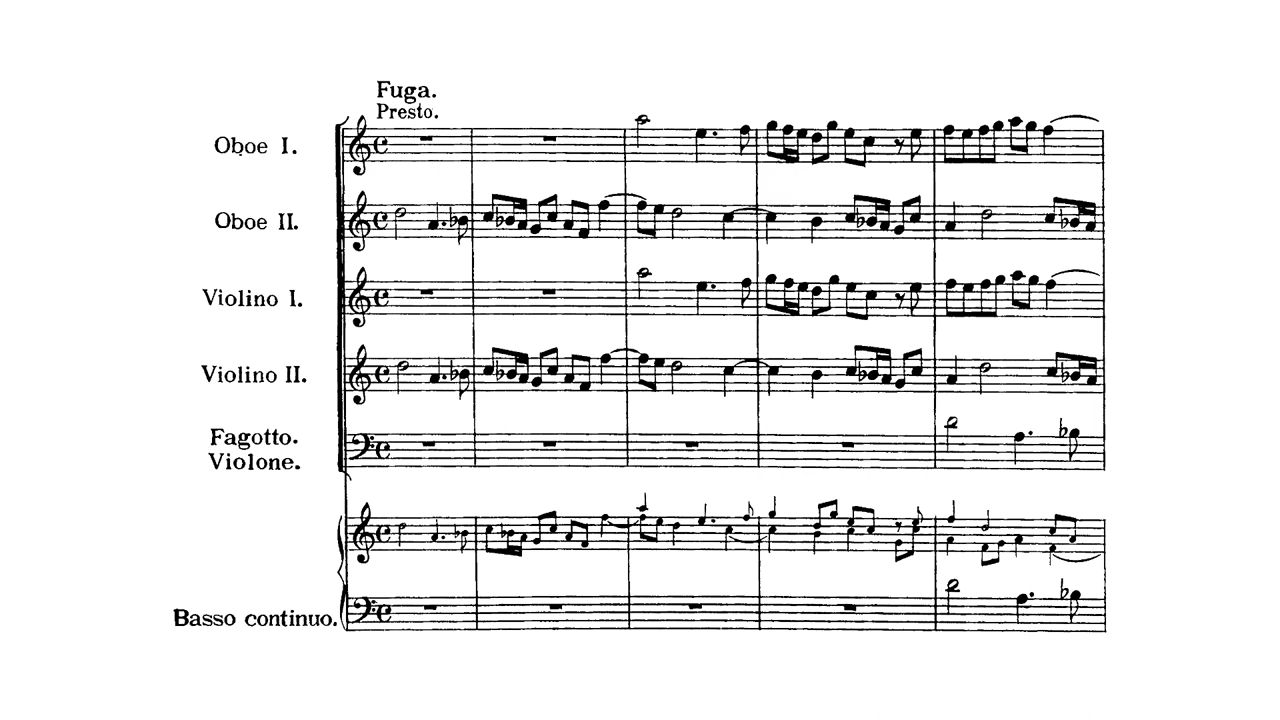 Fuga.
Presto.
Oboe I.
Oboe II.
Violino I.
Violino II.
Fagotto.
Violone.
Basso continuo.